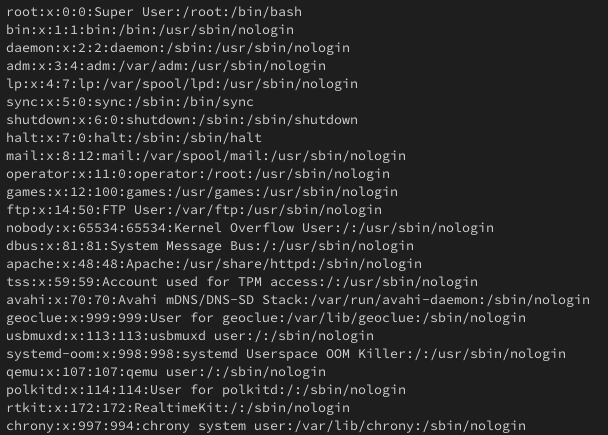 root:x:0:0:Super User:/root:/bin/bash
bin:x:1:1:bin:/bin:/usr/sbin/nologin
daemon:x:2:2:daemon:/sbin:/usr/sbin/nologin
adm:x:3:4:adm:/var/adm:/usr/sbin/nologin
lp:x:4:7:lp:/var/spool/lpd:/usr/sbin/nologin
sync:x:5:0:sync:/sbin:/bin/sync
shutdown:x:6:0:shutdown:/sbin:/sbin/shutdown
halt:x:7:0:halt:/sbin:/sbin/halt
mail:x:8:12:mail:/var/spool/mail:/usr/sbin/nologin
operator:x:11:0:operator:/root:/usr/sbin/nologin
games:x:12:100:games:/usr/games:/usr/sbin/nologin
ftp:x:14:50:FTP User:/var/ftp:/usr/sbin/nologin
nobody:x:65534:65534:Kernel Overflow User:/:/usr/sbin/nologin
dbus:x:81:81:System Message Bus:/:/usr/sbin/nologin
apache:x:48:48:Apache:/usr/share/httpd:/sbin/nologin
tss:x:59:59:Account used for TPM access:/:/usr/sbin/nologin
avahi:x:70:70:Avahi mDNS/DNS-SD Stack:/var/run/avahi-daemon:/sbin/nologin
geoclue:x:999:999:User for geoclue:/var/lib/geoclue:/sbin/nologin
usbmuxd:x:113:113:usbmuxd user:/:/sbin/nologin
systemd-oom:x:998:998:systemd Userspace OOM Killer:/:/usr/sbin/nologin
qemu:x:107:107:qemu user:/:/sbin/nologin
polkitd:x:114:114:User for polkitd:/:/sbin/nologin
rtkit:x:172:172:RealtimeKit:/:/sbin/nologin
chrony:x:997:994:chrony system user:/var/lib/chrony:/sbin/nologin